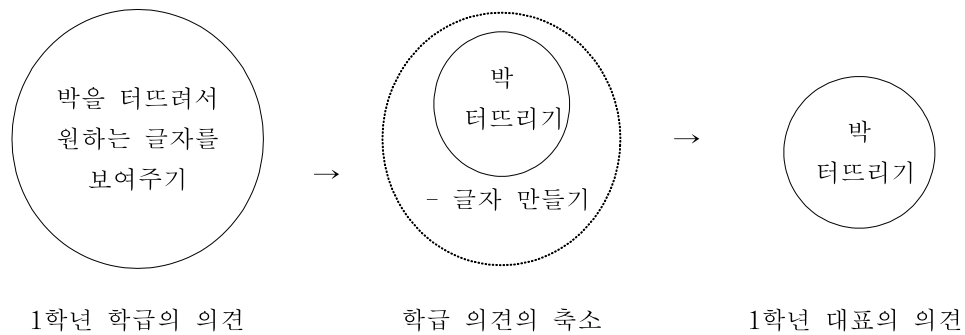 박을 터뜨려서
원하는 글자를
보여주기
→
박
터뜨리기
- 글자 만들기
→
박
터뜨리기
1학년 학급의 의견
학급 의견의 축소
1학년 대표의 의견